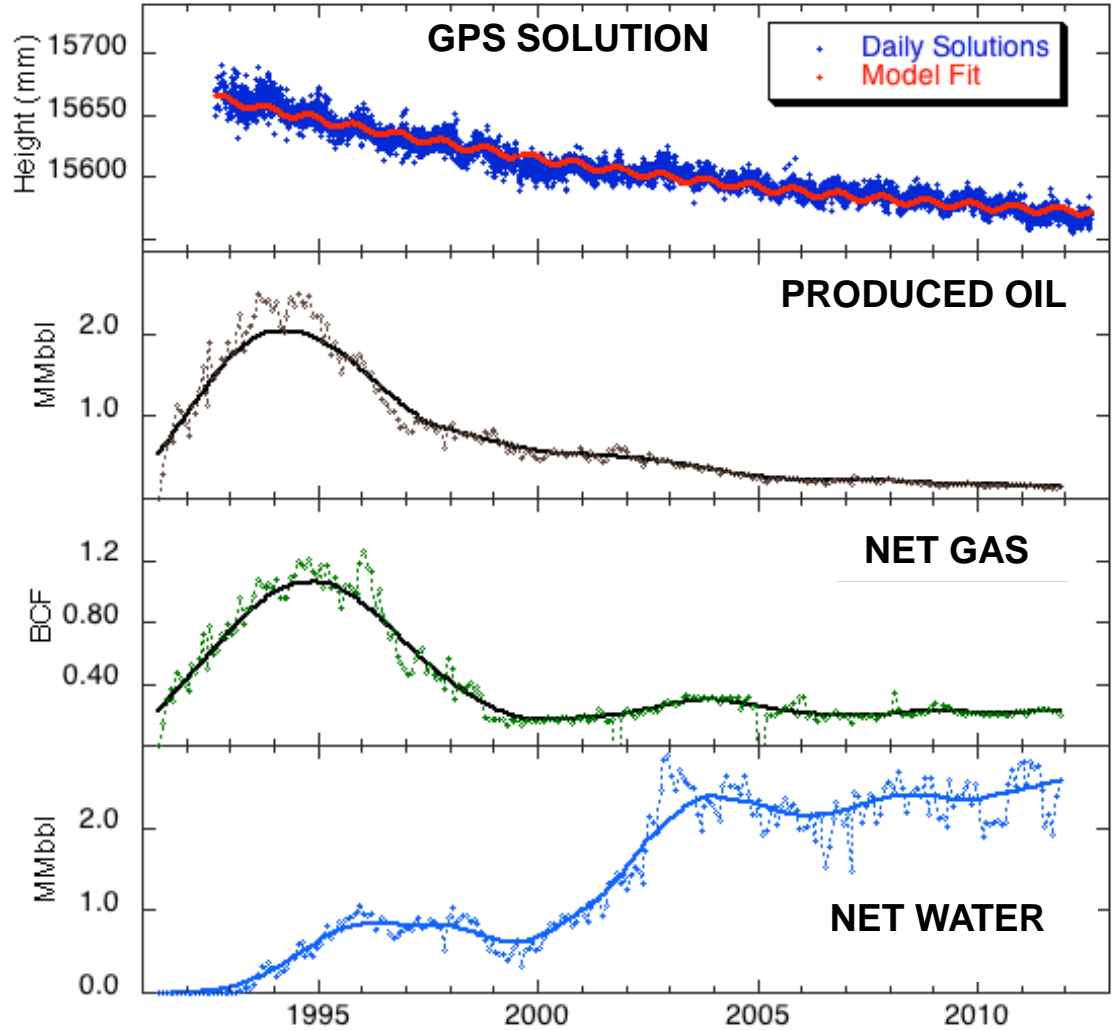 GPS SOLUTION
Daily Solutions
Model Fit
Height (mm)
15700
15650
15600
PRODUCED OIL
MMbbl
2.0
1.0
NET GAS
BCF
1.2
0.80
0.40
NET WATER
MMbbl
2.0
1.0
0.0
1995 2000 2005 2010